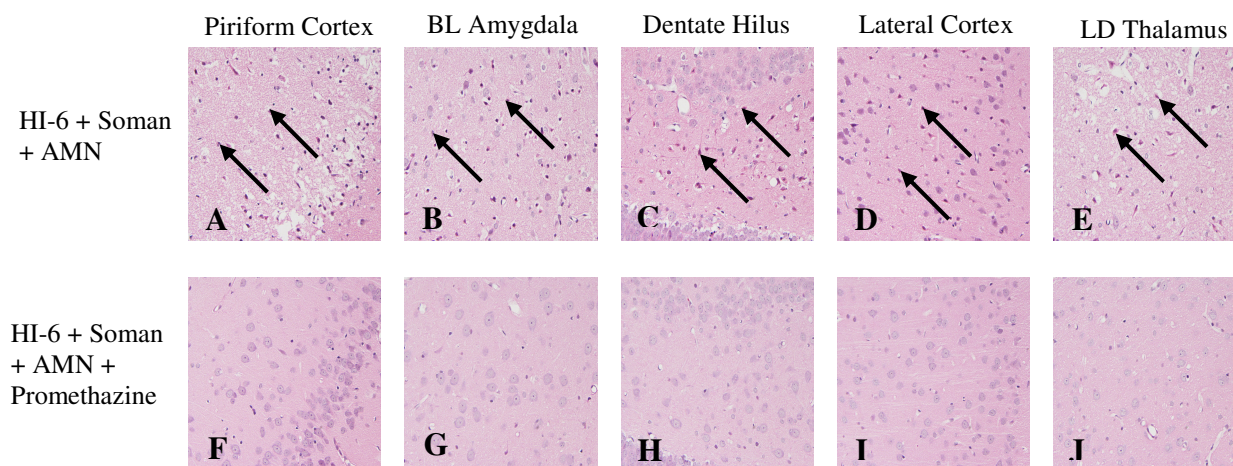 Piriform Cortex
BL Amygdala
Dentate Hilus
Lateral Cortex
LD Thalamus
HI-6 + Soman
+ AMN
A
B
C
D
E
HI-6 + Soman
+ AMN +
Promethazine
F
G
H
I
J